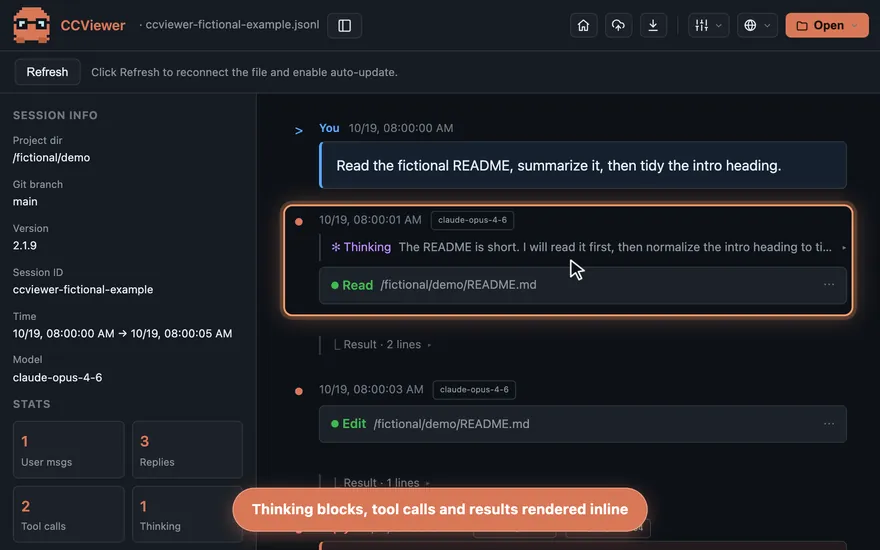 CCViewer · ccviewer-fictional-example.jsonl
Open
Refresh Click Refresh to reconnect the file and enable auto-update.
SESSION INFO
Project dir
/fictional/demo
Git branch
main
Version
2.1.9
Session ID
ccviewer-fictional-example
Time
10/19, 08:00:00 AM → 10/19, 08:00:05 AM
Model
claude-opus-4-6
STATS
1
User msgs
3
Replies
2
Tool calls
1
Thinking
> You 10/19, 08:00:00 AM
Read the fictional README, summarize it, then tidy the intro heading.
10/19, 08:00:01 AM claude-opus-4-6
✻ Thinking The README is short. I will read it first, then normalize the intro heading to ti...
Read /fictional/demo/README.md ···
Result · 2 lines
10/19, 08:00:03 AM claude-opus-4-6
Edit /fictional/demo/README.md ···
Result · 1 lines
Thinking blocks, tool calls and results rendered inline